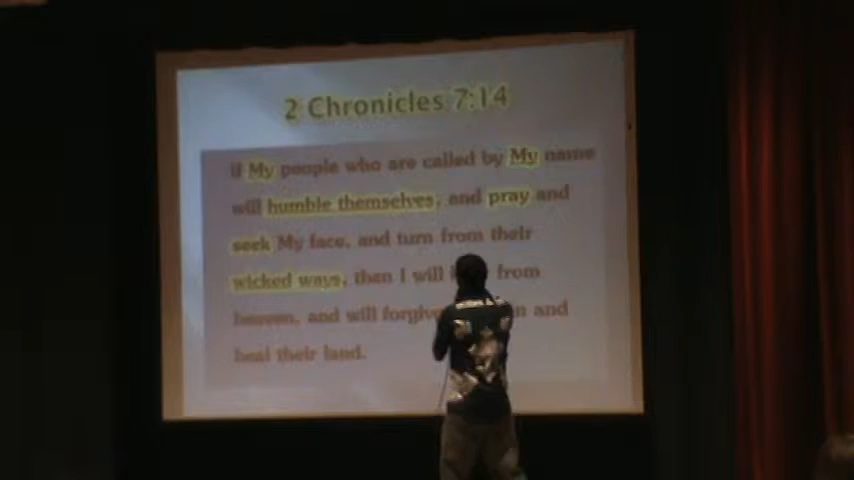 2 Chronicles 7:14
if My people who are called by My name
will humble themselves, and pray and
seek My face, and turn from their
wicked ways, then I will from
heaven, and will forgive and
heal their land.